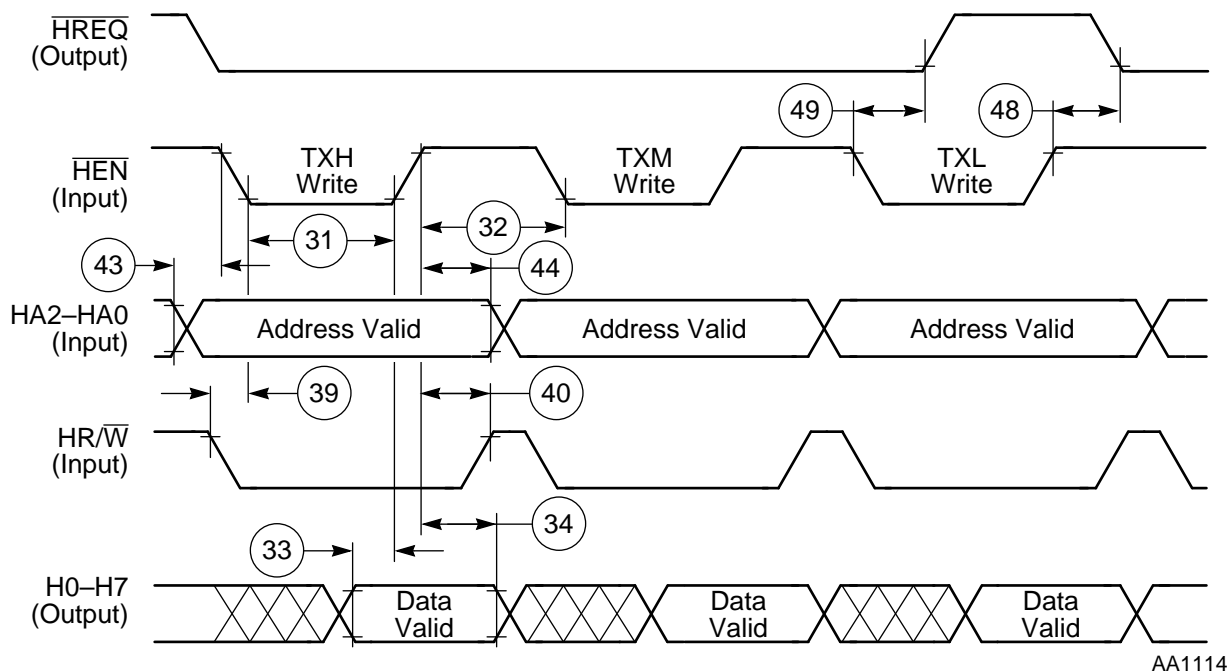 HREQ
(Output)
49
48
HEN
(Input)
TXH
Write
TXM
Write
TXL
Write
31
32
43
44
HA2–HA0
(Input)
Address Valid
Address Valid
Address Valid
39
40
HR/W
(Input)
34
33
H0–H7
(Output)
Data
Valid
Data
Valid
Data
Valid
AA1114